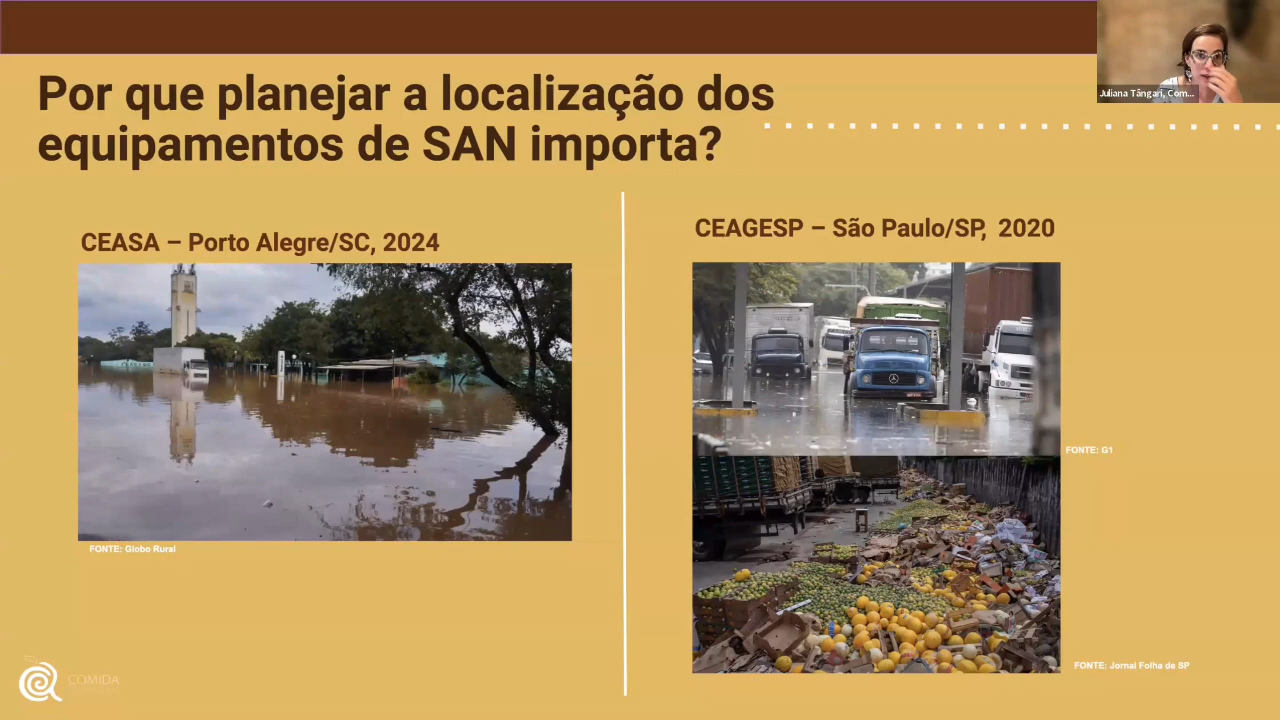 Por que planejar a localização dos
equipamentos de SAN importa?
Juliana Tângari, Com...
CEASA – Porto Alegre/SC, 2024
FONTE: Globo Rural
CEAGESP – São Paulo/SP, 2020
FONTE: G1
FONTE: Jornal Folha de SP
COMIDA